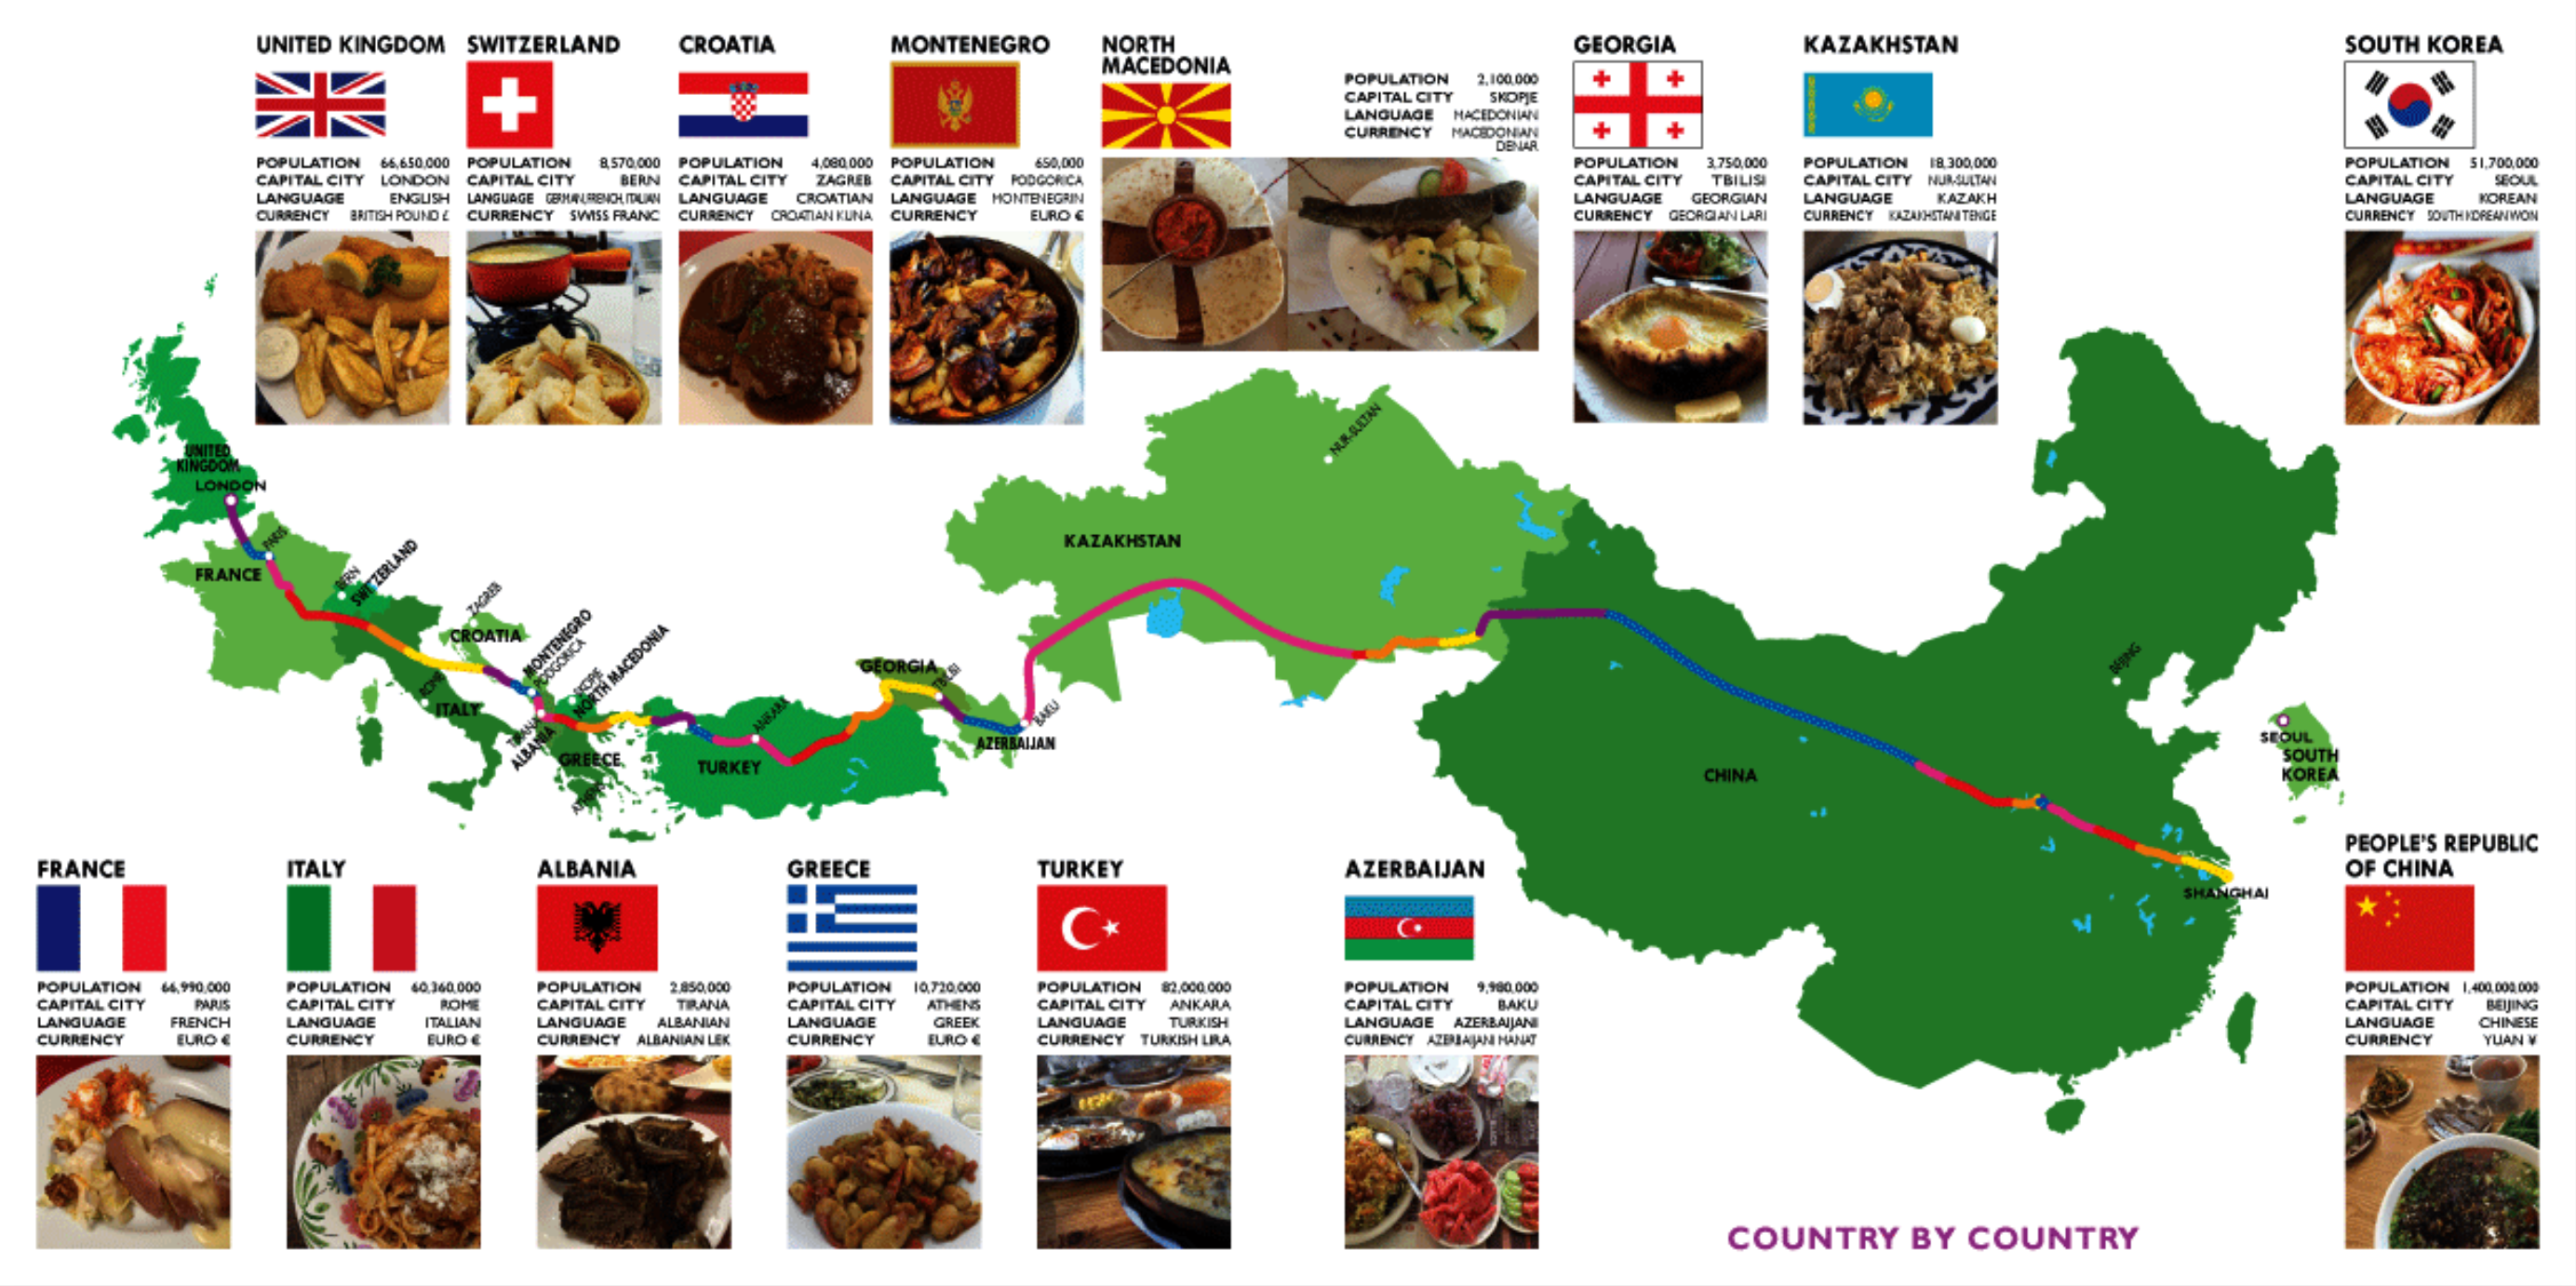 UNITED KINGDOM
POPULATION 66,650,000
CAPITAL CITY LONDON
LANGUAGE ENGLISH
CURRENCY BRITISH POUND £
SWITZERLAND
POPULATION 8,570,000
CAPITAL CITY BERN
LANGUAGE GERMAN, FRENCH, ITALIAN
CURRENCY SWISS FRANC
CROATIA
POPULATION 4,080,000
CAPITAL CITY ZAGREB
LANGUAGE CROATIAN
CURRENCY CROATIAN KUNA
MONTENEGRO
POPULATION 650,000
CAPITAL CITY PODGORICA
LANGUAGE MONTENEGRIN
CURRENCY EURO €
NORTH
MACEDONIA
POPULATION 2,100,000
CAPITAL CITY SKOPJE
LANGUAGE MACEDONIAN
CURRENCY MACEDONIAN
DENAR
GEORGIA
POPULATION 3,750,000
CAPITAL CITY TBILISI
LANGUAGE GEORGIAN
CURRENCY GEORGIAN LARI
KAZAKHSTAN
POPULATION 18,300,000
CAPITAL CITY NUR-SULTAN
LANGUAGE KAZAKH
CURRENCY KAZAKHSTANI TENGE
SOUTH KOREA
POPULATION 51,700,000
CAPITAL CITY SEOUL
LANGUAGE KOREAN
CURRENCY SOUTH KOREAN WON
UNITED
KINGDOM
LONDON
PARIS
FRANCE
BERN
SWITZERLAND
ZAGREB
CROATIA
MONTENEGRO
PODGORICA
SKOPJE
NORTH MACEDONIA
ROME
ITALY
TIRANA
ALBANIA
GREECE
ATHENS
ANKARA
TURKEY
GEORGIA
TBILISI
BAKU
AZERBAIJAN
KAZAKHSTAN
NUR-SULTAN
CHINA
BEIJING
SHANGHAI
SEOUL
SOUTH
KOREA
FRANCE
POPULATION 66,990,000
CAPITAL CITY PARIS
LANGUAGE FRENCH
CURRENCY EURO €
ITALY
POPULATION 60,360,000
CAPITAL CITY ROME
LANGUAGE ITALIAN
CURRENCY EURO €
ALBANIA
POPULATION 2,850,000
CAPITAL CITY TIRANA
LANGUAGE ALBANIAN
CURRENCY ALBANIAN LEK
GREECE
POPULATION 10,720,000
CAPITAL CITY ATHENS
LANGUAGE GREEK
CURRENCY EURO €
TURKEY
POPULATION 82,000,000
CAPITAL CITY ANKARA
LANGUAGE TURKISH
CURRENCY TURKISH LIRA
AZERBAIJAN
POPULATION 9,980,000
CAPITAL CITY BAKU
LANGUAGE AZERBAIJANI
CURRENCY AZERBAIJANI MANAT
PEOPLE'S REPUBLIC
OF CHINA
POPULATION 1,400,000,000
CAPITAL CITY BEIJING
LANGUAGE CHINESE
CURRENCY YUAN ¥
COUNTRY BY COUNTRY